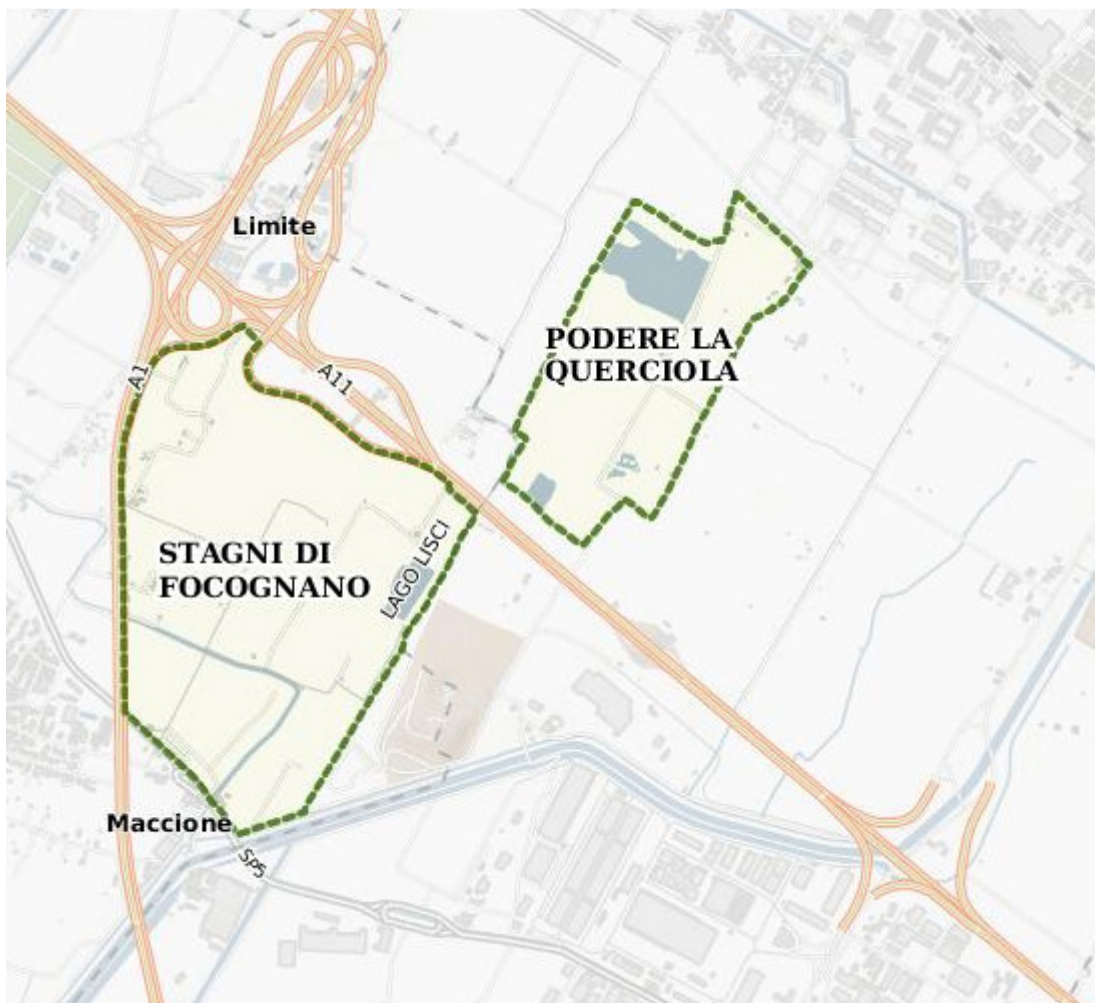 Limite
PODERE LA
QUERCIOLA
A1
A11
STAGNI DI
FOCOGNANO
LAGO LISCI
Maccione
SP5